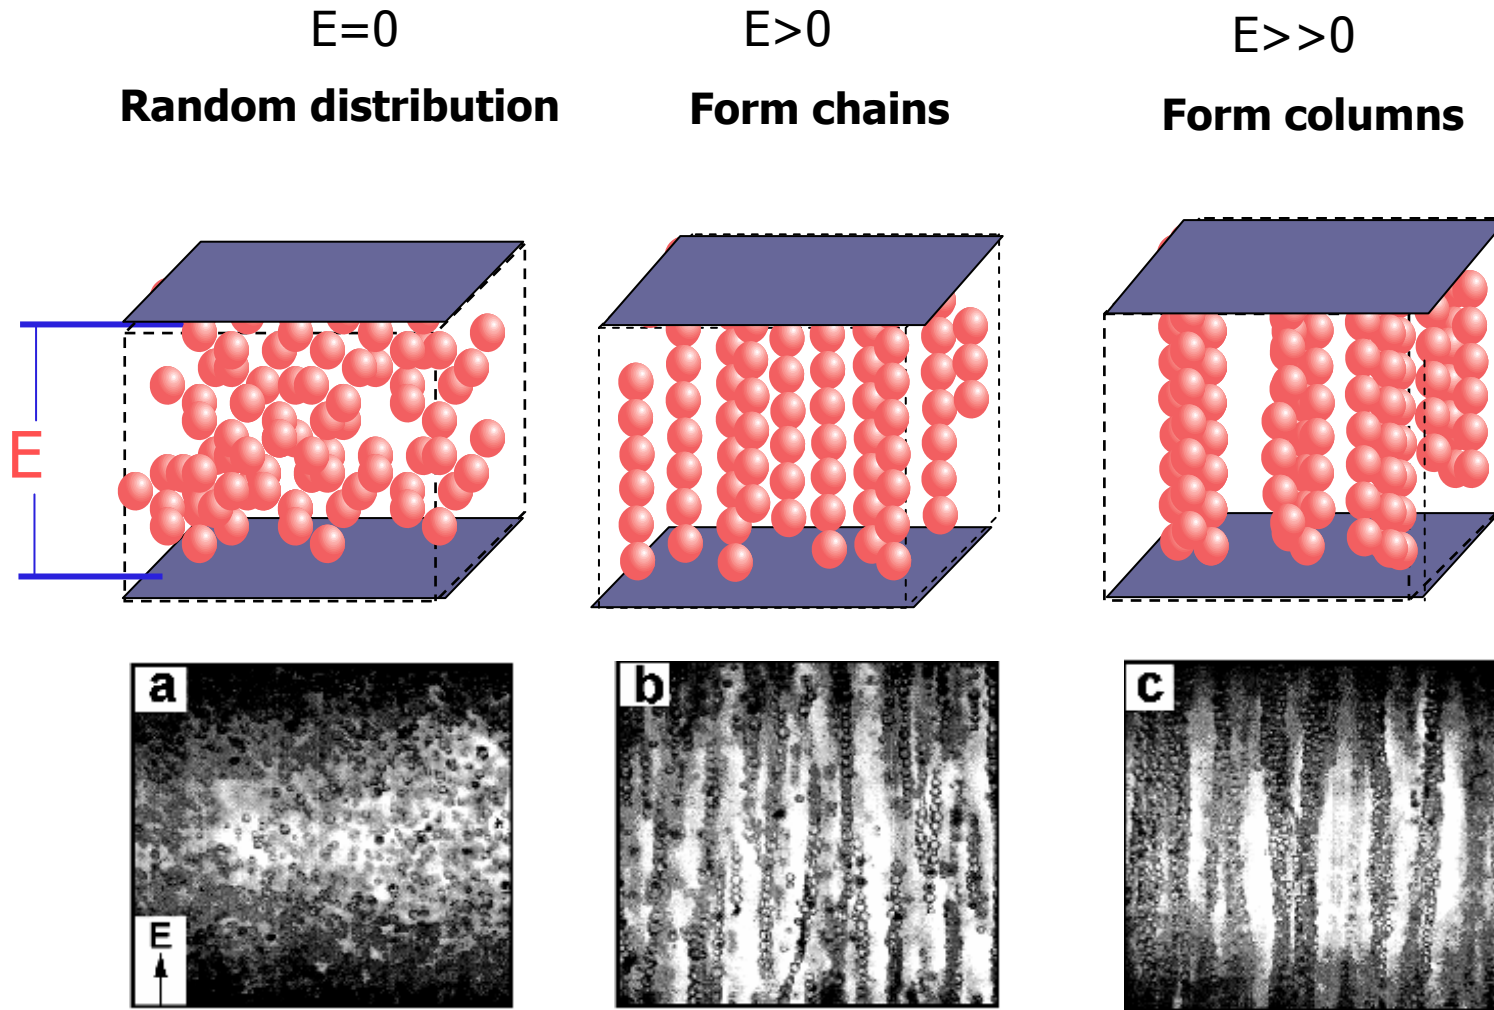 E=0
E>0
E>>0
Random distribution
Form chains
Form columns
E
a
b
c
E